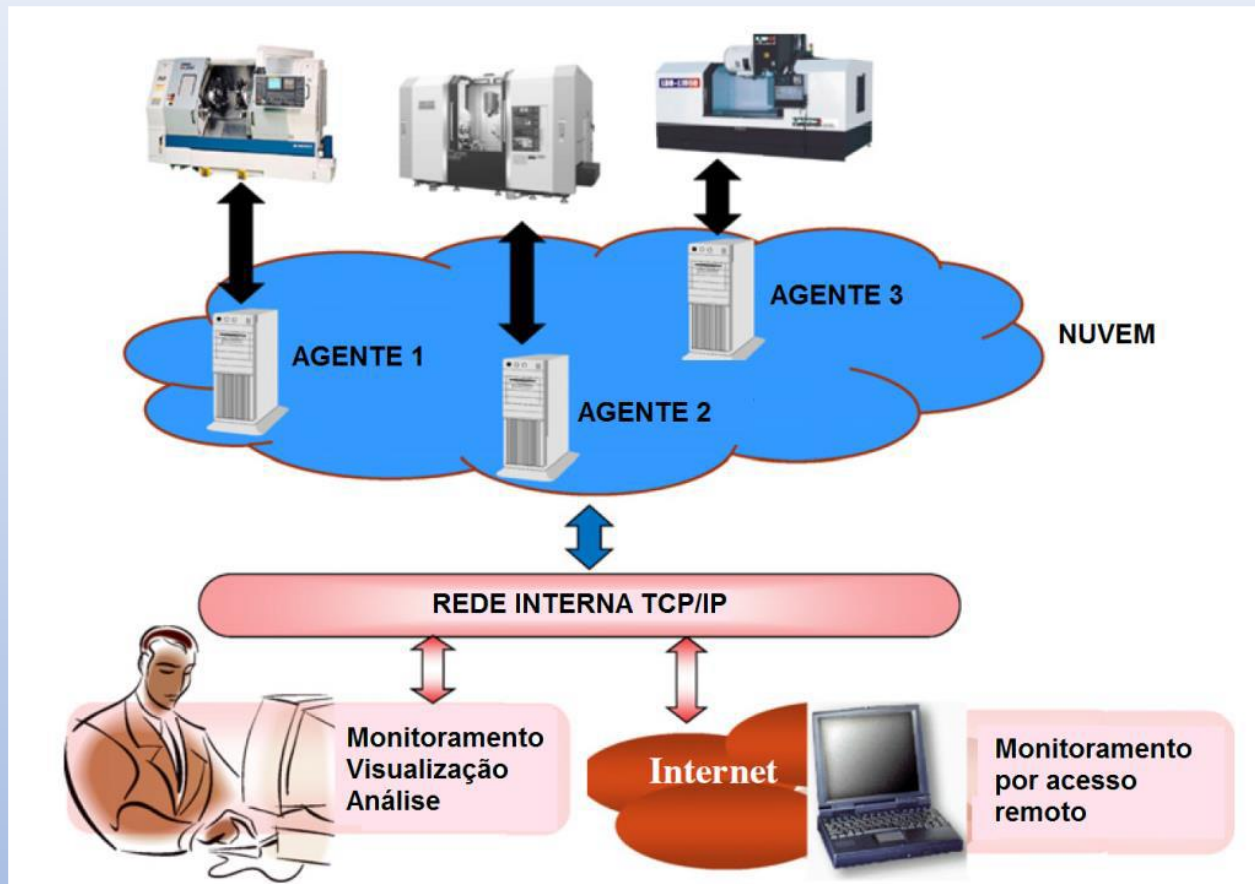 AGENTE 3
NUVEM
AGENTE 1
AGENTE 2
REDE INTERNA TCP/IP
Monitoramento
Visualização
Análise
Internet
Monitoramento
por acesso
remoto